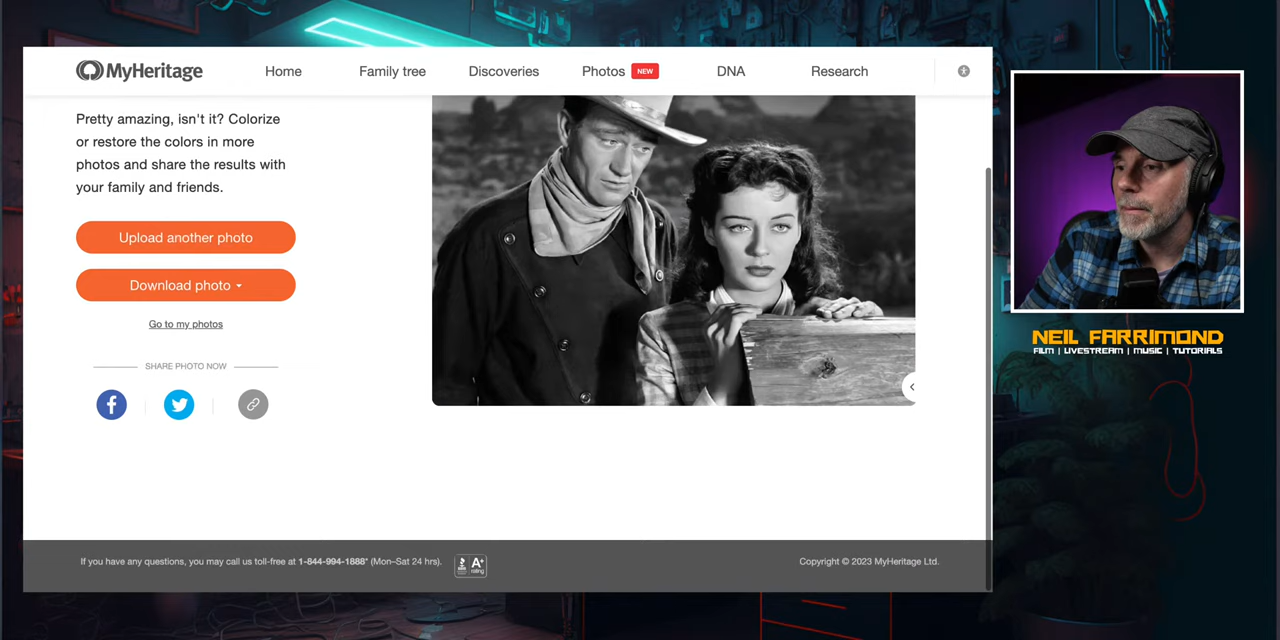 MyHeritage
Home
Family tree
Discoveries
Photos NEW
DNA
Research
Pretty amazing, isn't it? Colorize
or restore the colors in more
photos and share the results with
your family and friends.
Upload another photo
Download photo
Go to my photos
SHARE PHOTO NOW
NEIL FARRIMOND
FILM | LIVESTREAM | MUSIC | TUTORIALS
If you have any questions, you may call us toll-free at 1-844-994-1888* (Mon–Sat 24 hrs).
A+
rating
Copyright © 2023 MyHeritage Ltd.